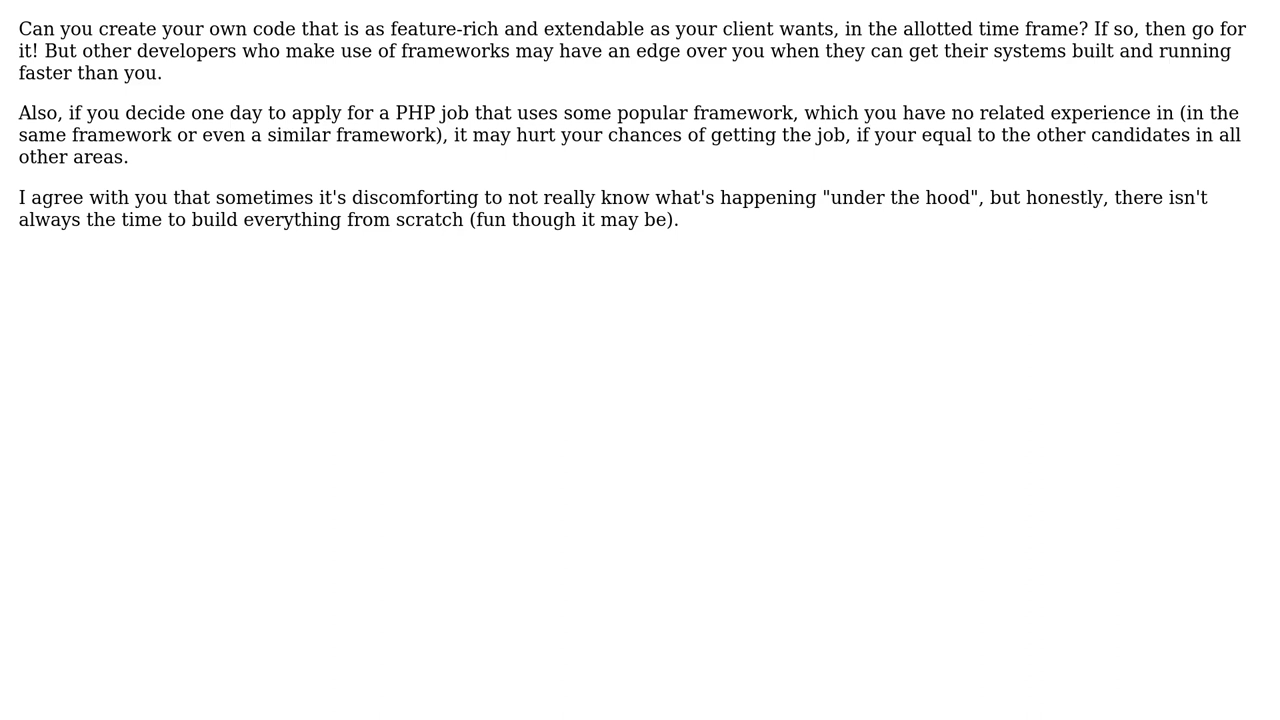 Can you create your own code that is as feature-rich and extendable as your client wants, in the allotted time frame? If so, then go for
it! But other developers who make use of frameworks may have an edge over you when they can get their systems built and running
faster than you.
Also, if you decide one day to apply for a PHP job that uses some popular framework, which you have no related experience in (in the
same framework or even a similar framework), it may hurt your chances of getting the job, if your equal to the other candidates in all
other areas.
I agree with you that sometimes it's discomforting to not really know what's happening "under the hood", but honestly, there isn't
always the time to build everything from scratch (fun though it may be).